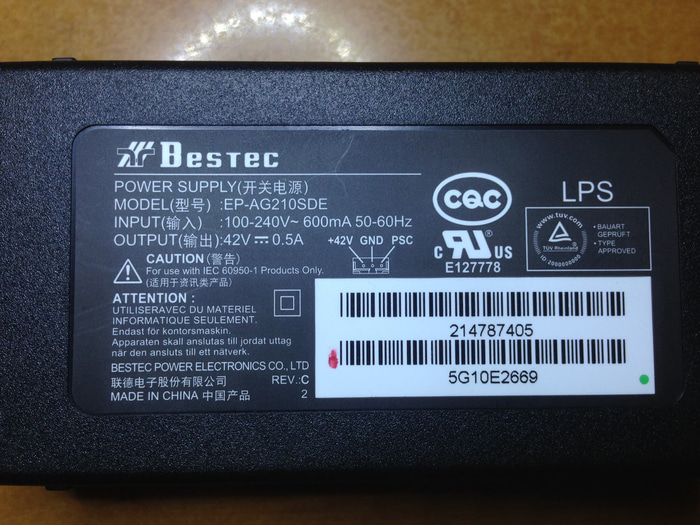 BESTEC
POWER SUPPLY(开关电源)
MODEL(型号) :EP-AG210SDE
INPUT(输入) :100-240V~ 600mA 50-60Hz
OUTPUT(输出):42V⎓0.5A
+42V GND PSC
CAUTION (警告)
For use with IEC 60950-1 Products Only.
(适用于资讯类产品)
ATTENTION :
UTILISERAVEC DU MATERIEL
INFORMATIQUE SEULEMENT.
Endast för kontorsmaskin.
Apparaten skall anslutas till jordat uttag
när den ansluts till ett nätverk.
BESTEC POWER ELECTRONICS CO., LTD
联德电子股份有限公司 REV.:C
MADE IN CHINA 中国产品 2
CQC
C UL US
E127778
LPS
www.tuv.com
TÜV Rheinland
ID 2000000000
• BAUART
GEPRÜFT
• TYPE
APPROVED
214787405
5G10E2669